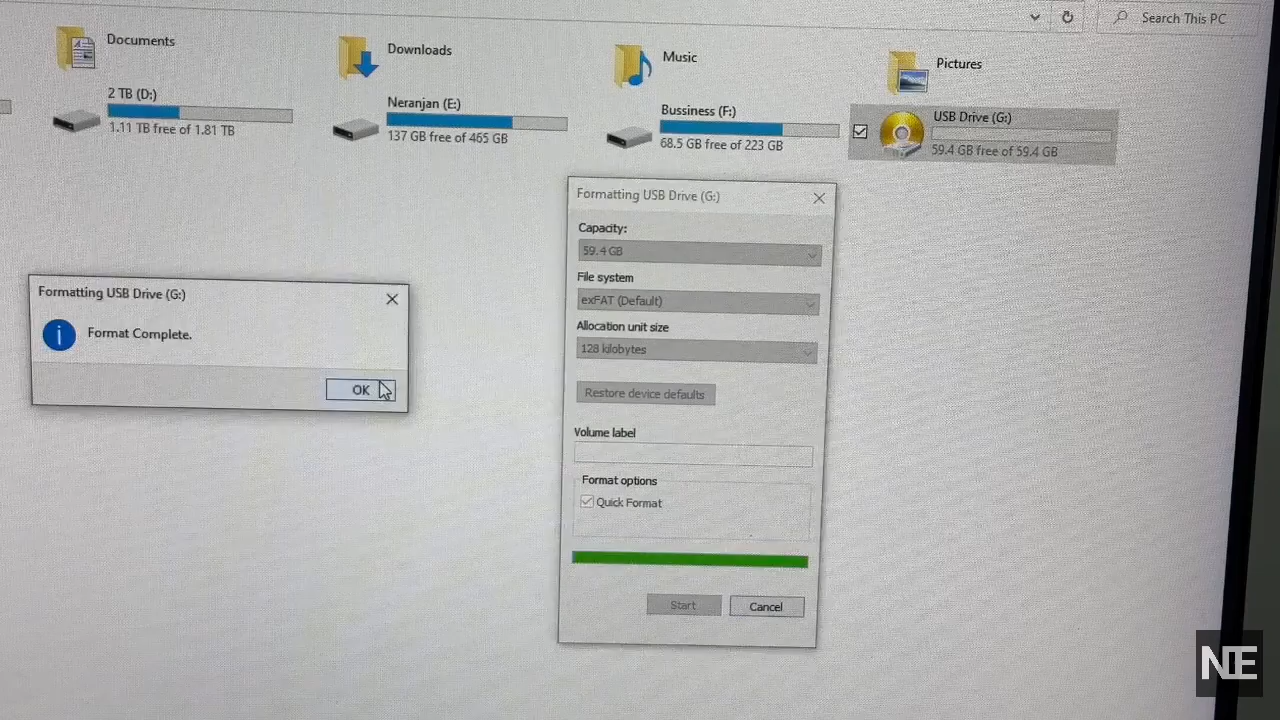 Search This PC
Documents
Downloads
Music
Pictures
2 TB (D:)
1.11 TB free of 1.81 TB
Neranjan (E:)
137 GB free of 465 GB
Bussiness (F:)
68.5 GB free of 223 GB
USB Drive (G:)
59.4 GB free of 59.4 GB
Formatting USB Drive (G:)
Format Complete.
OK
Formatting USB Drive (G:)
Capacity:
59.4 GB
File system
exFAT (Default)
Allocation unit size
128 kilobytes
Restore device defaults
Volume label
Format options
Quick Format
Start
Cancel
NE